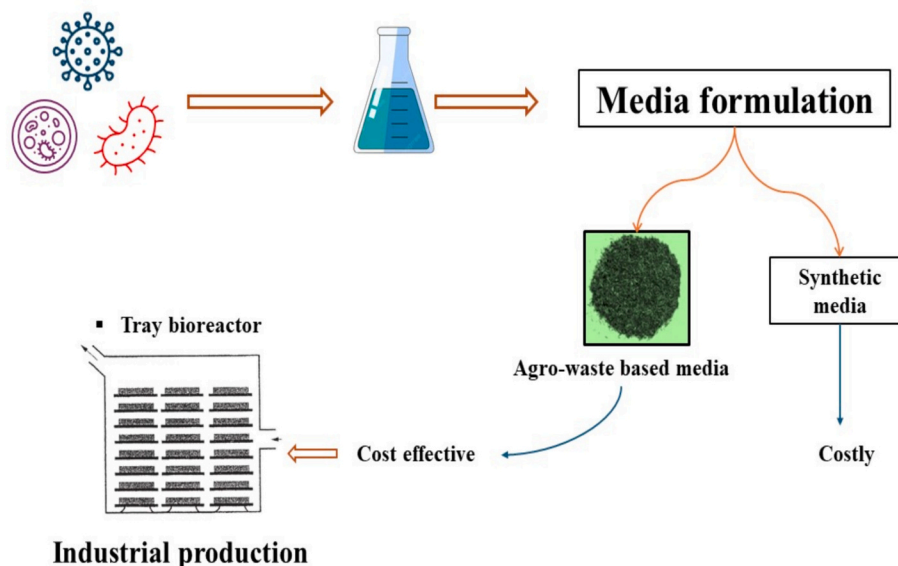 Media formulation
Synthetic
media
▪ Tray bioreactor
Agro-waste based media
Cost effective
Costly
Industrial production